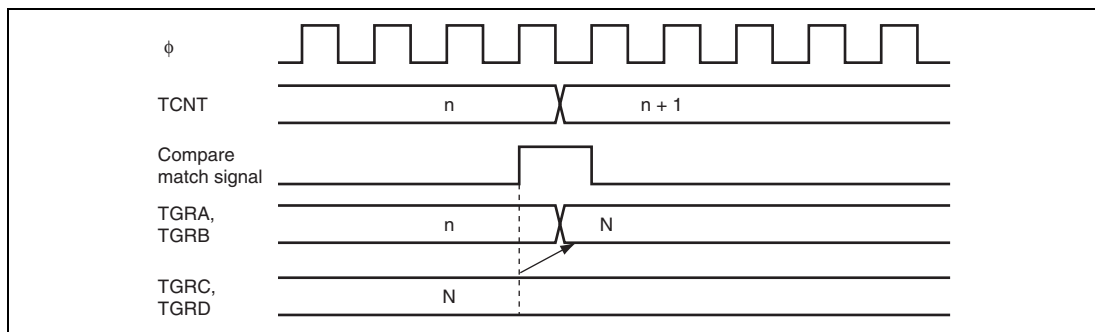 φ
TCNT n n + 1
Compare
match signal
TGRA,
TGRB n N
TGRC,
TGRD N